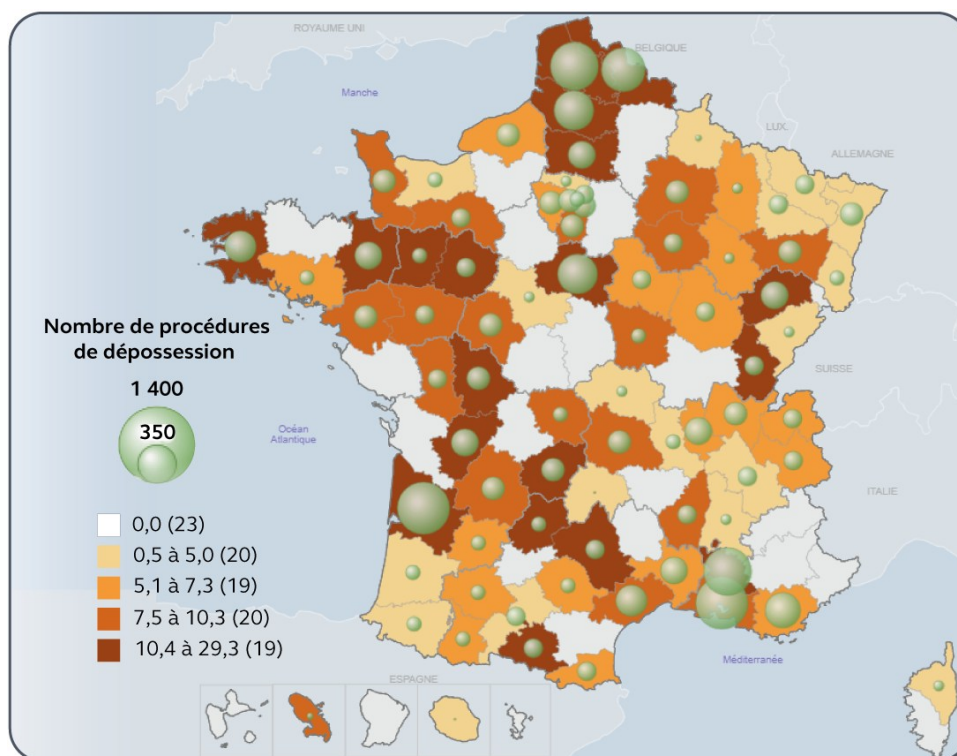 ROYAUME UNI
BELGIQUE
Manche
LUX.
ALLEMAGNE
Nombre de procédures
de dépossession
1 400
350
SUISSE
Océan
Atlantique
ITALIE
0,0 (23)
0,5 à 5,0 (20)
5,1 à 7,3 (19)
7,5 à 10,3 (20)
10,4 à 29,3 (19)
Méditerranée
ESPAGNE